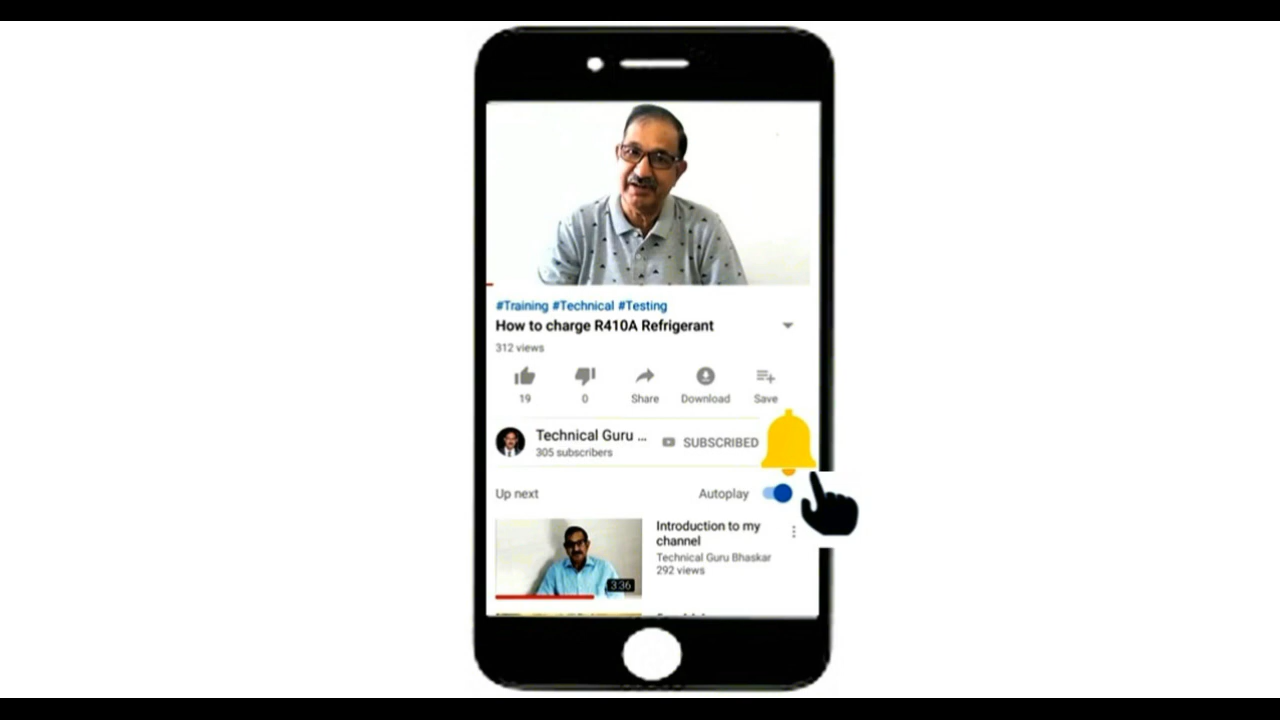 #Training #Technical #Testing
How to charge R410A Refrigerant
312 views
19 0 Share Download Save
Technical Guru ... SUBSCRIBED
305 subscribers
Up next Autoplay
Introduction to my
channel
Technical Guru Bhaskar
292 views
3:36